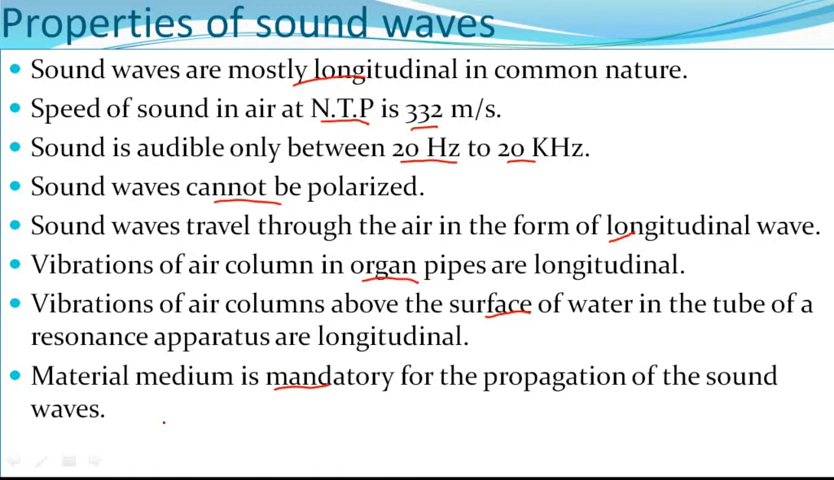 Properties of sound waves
• Sound waves are mostly longitudinal in common nature.
• Speed of sound in air at N.T.P is 332 m/s.
• Sound is audible only between 20 Hz to 20 KHz.
• Sound waves cannot be polarized.
• Sound waves travel through the air in the form of longitudinal wave.
• Vibrations of air column in organ pipes are longitudinal.
• Vibrations of air columns above the surface of water in the tube of a
resonance apparatus are longitudinal.
• Material medium is mandatory for the propagation of the sound
waves.